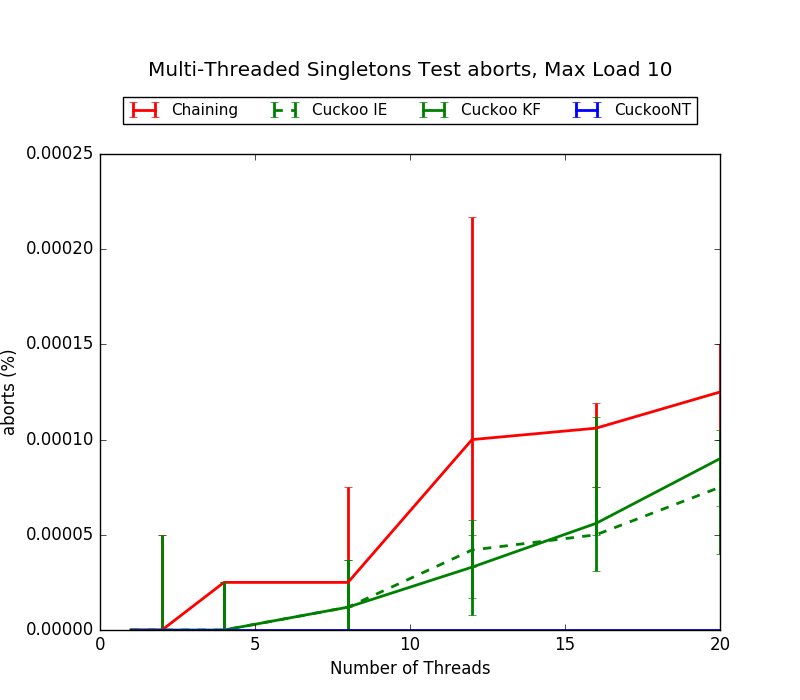 Multi-Threaded Singletons Test aborts, Max Load 10
Chaining Cuckoo IE Cuckoo KF CuckooNT
0.00025
0.00020
0.00015
0.00010
0.00005
0.00000
aborts (%)
0 5 10 15 20
Number of Threads